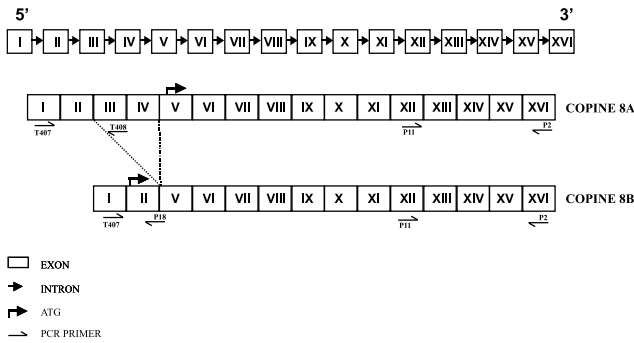 5' 3'
I II III IV V VI VII VIII IX X XI XII XIII XIV XV XVI
I II III IV V VI VII VIII IX X XI XII XIII XIV XV XVI COPINE 8A
T407 T408 P11 P2
I II V VI VII VIII IX X XI XII XIII XIV XV XVI COPINE 8B
T407 P18 P11 P2
EXON
INTRON
ATG
PCR PRIMER